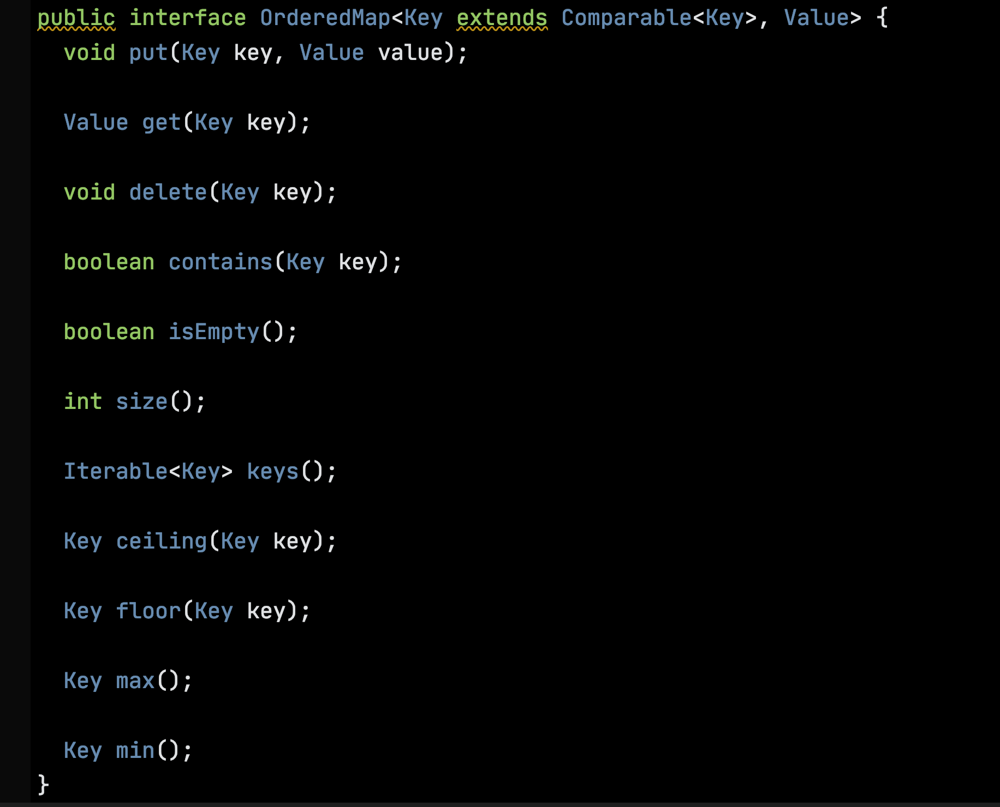 public interface OrderedMap<Key extends Comparable<Key>, Value> {
  void put(Key key, Value value);

  Value get(Key key);

  void delete(Key key);

  boolean contains(Key key);

  boolean isEmpty();

  int size();

  Iterable<Key> keys();

  Key ceiling(Key key);

  Key floor(Key key);

  Key max();

  Key min();
}